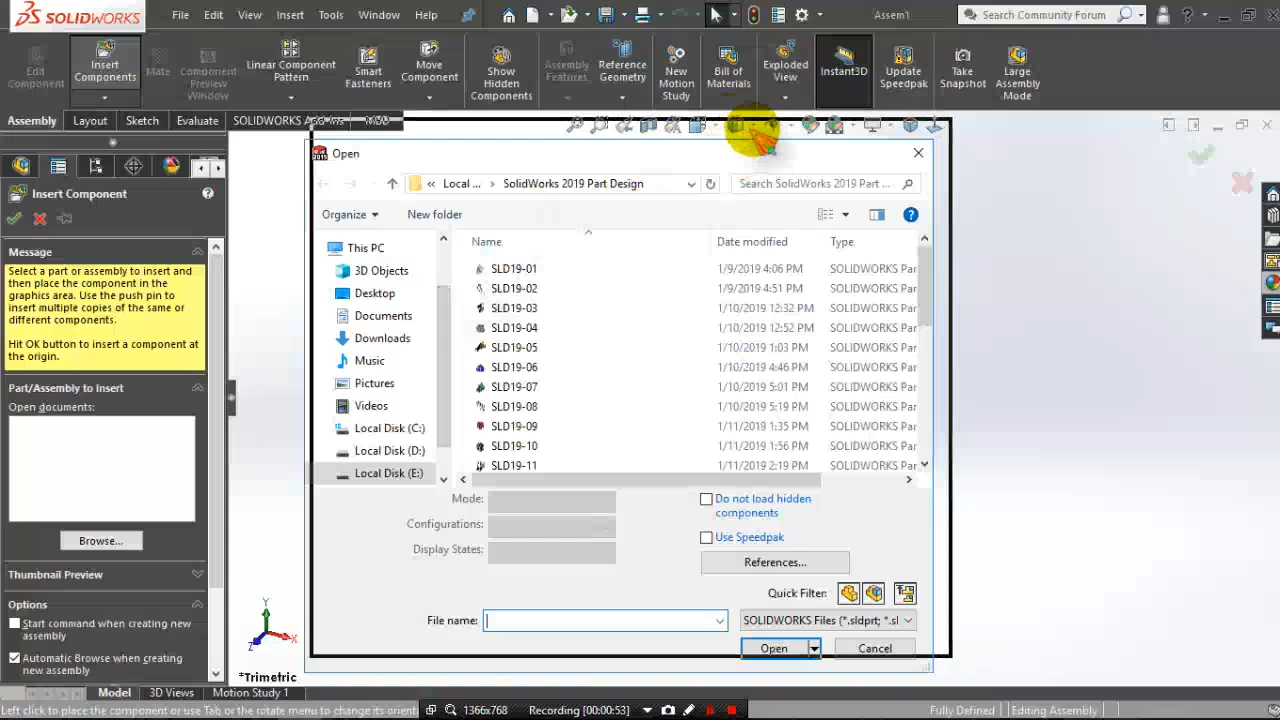 SOLIDWORKS File Edit View Insert Tools Window Help Assem1 Search Community Forum
Edit Component
Insert Components
Mate
Component Preview Window
Linear Component Pattern
Smart Fasteners
Move Component
Show Hidden Components
Assembly Features
Reference Geometry
New Motion Study
Bill of Materials
Exploded View
Instant3D
Update Speedpak
Take Snapshot
Large Assembly Mode
Assembly Layout Sketch Evaluate SOLIDWORKS Add-Ins MBD
Insert Component
Message
Select a part or assembly to insert and
then place the component in the
graphics area. Use the push pin to
insert multiple copies of the same or
different components.
Hit OK button to insert a component at
the origin.
Part/Assembly to Insert
Open documents:
Browse...
Thumbnail Preview
Options
Start command when creating new
assembly
Automatic Browse when creating
new assembly
2019 Open
« Local ... › SolidWorks 2019 Part Design
Search SolidWorks 2019 Part ...
Organize New folder
This PC
3D Objects
Desktop
Documents
Downloads
Music
Pictures
Videos
Local Disk (C:)
Local Disk (D:)
Local Disk (E:)
Name Date modified Type
SLD19-01 1/9/2019 4:06 PM SOLIDWORKS Par
SLD19-02 1/9/2019 4:51 PM SOLIDWORKS Par
SLD19-03 1/10/2019 12:32 PM SOLIDWORKS Par
SLD19-04 1/10/2019 12:52 PM SOLIDWORKS Par
SLD19-05 1/10/2019 1:03 PM SOLIDWORKS Par
SLD19-06 1/10/2019 4:46 PM SOLIDWORKS Par
SLD19-07 1/10/2019 5:01 PM SOLIDWORKS Par
SLD19-08 1/10/2019 5:19 PM SOLIDWORKS Par
SLD19-09 1/11/2019 1:35 PM SOLIDWORKS Par
SLD19-10 1/11/2019 1:56 PM SOLIDWORKS Par
SLD19-11 1/11/2019 2:19 PM SOLIDWORKS Par
Mode:
Configurations:
Display States:
Do not load hidden
components
Use Speedpak
References...
Quick Filter:
File name:
SOLIDWORKS Files (*.sldprt; *.sl
Open Cancel
Y
X
Z
*Trimetric
Model 3D Views Motion Study 1
Left click to place the component or use Tab or the rotate menu to change its orienta
1366x768 Recording [00:00:53]
Fully Defined Editing Assembly